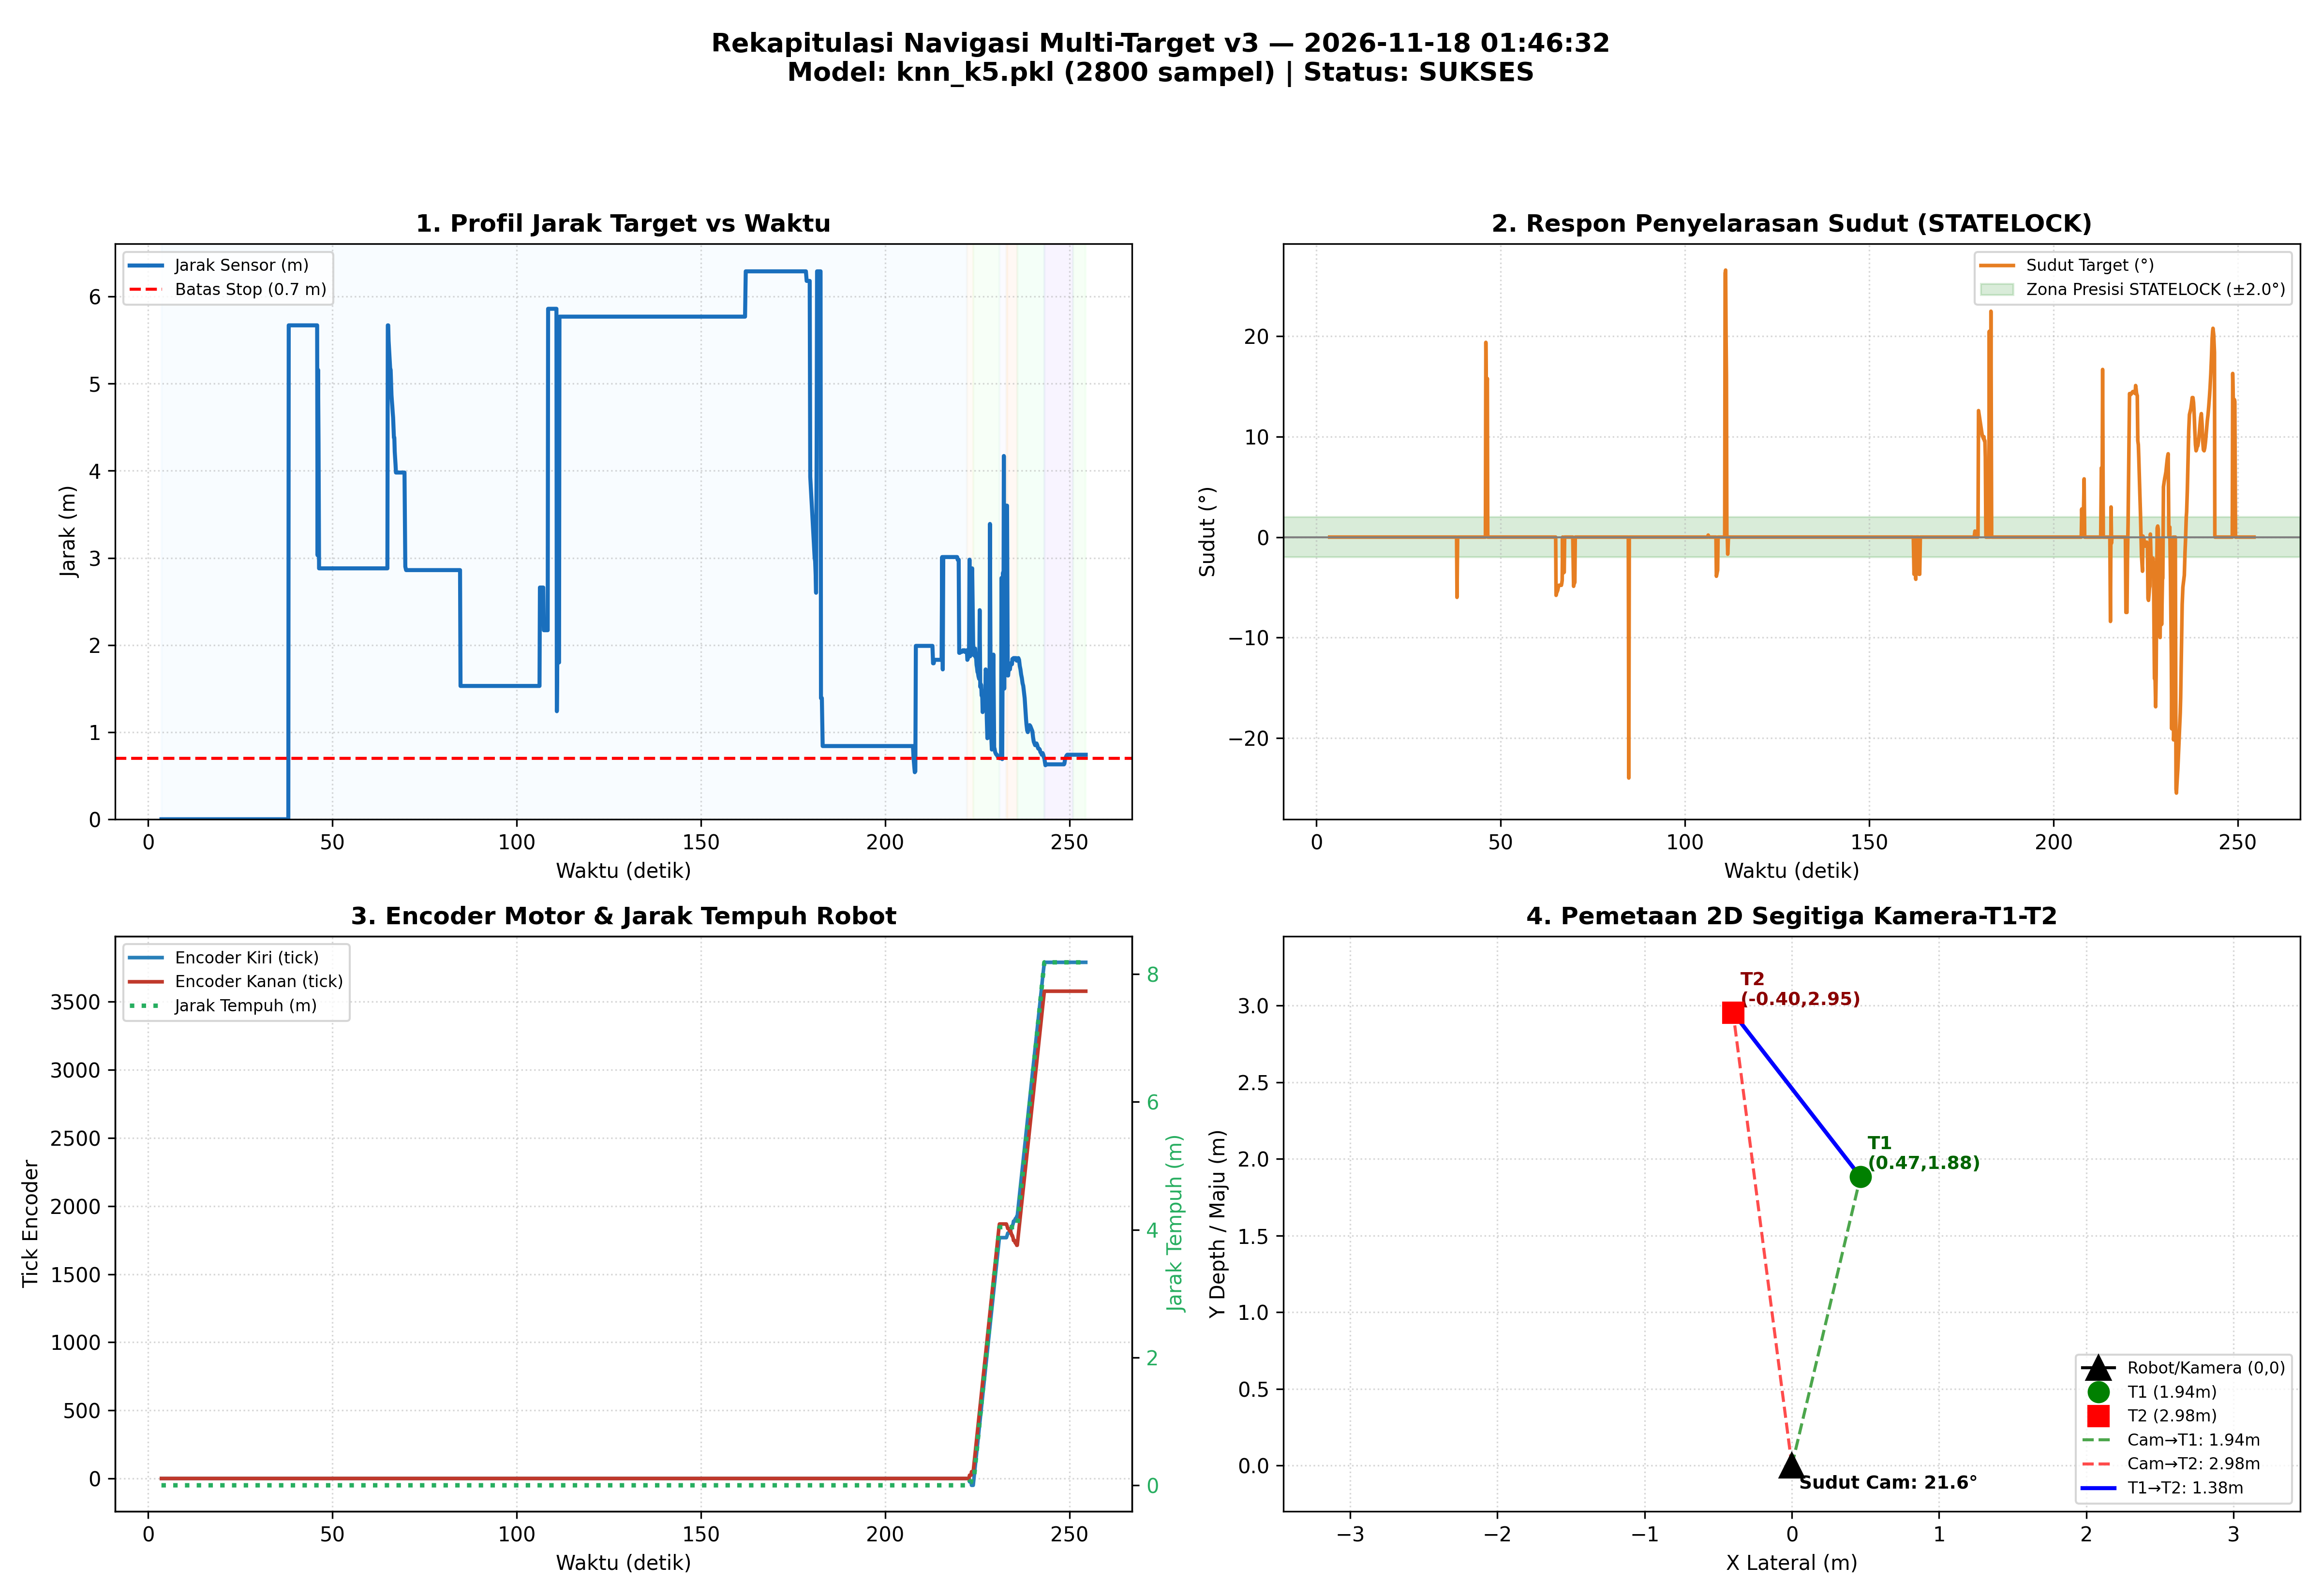 Rekapitulasi Navigasi Multi-Target v3 — 2026-11-18 01:46:32
Model: knn_k5.pkl (2800 sampel) | Status: SUKSES
1. Profil Jarak Target vs Waktu
Jarak Sensor (m)
Batas Stop (0.7 m)
Jarak (m)
6
5
4
3
2
1
0
0 50 100 150 200 250
Waktu (detik)
2. Respon Penyelarasan Sudut (STATELOCK)
Sudut Target (°)
Zona Presisi STATELOCK (±2.0°)
Sudut (°)
20
10
0
−10
−20
0 50 100 150 200 250
Waktu (detik)
3. Encoder Motor & Jarak Tempuh Robot
Encoder Kiri (tick)
Encoder Kanan (tick)
Jarak Tempuh (m)
Tick Encoder
3500
3000
2500
2000
1500
1000
500
0
8
6
4
2
0
Jarak Tempuh (m)
0 50 100 150 200 250
Waktu (detik)
4. Pemetaan 2D Segitiga Kamera-T1-T2
T2
(-0.40,2.95)
T1
(0.47,1.88)
Sudut Cam: 21.6°
Robot/Kamera (0,0)
T1 (1.94m)
T2 (2.98m)
Cam→T1: 1.94m
Cam→T2: 2.98m
T1→T2: 1.38m
Y Depth / Maju (m)
3.0
2.5
2.0
1.5
1.0
0.5
0.0
−3 −2 −1 0 1 2 3
X Lateral (m)